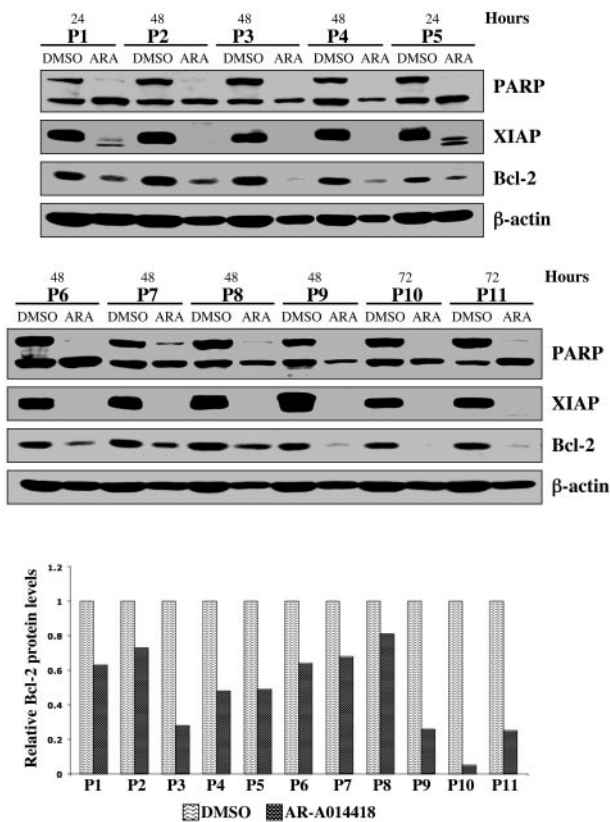 24 48 48 48 24 Hours
P1 P2 P3 P4 P5
DMSO ARA DMSO ARA DMSO ARA DMSO ARA DMSO ARA
PARP
XIAP
Bcl-2
β-actin
48 48 48 48 72 72 Hours
P6 P7 P8 P9 P10 P11
DMSO ARA DMSO ARA DMSO ARA DMSO ARA DMSO ARA DMSO ARA
PARP
XIAP
Bcl-2
β-actin
Relative Bcl-2 protein levels
1.2
1
0.8
0.6
0.4
0.2
0
P1 P2 P3 P4 P5 P6 P7 P8 P9 P10 P11
DMSO AR-A014418